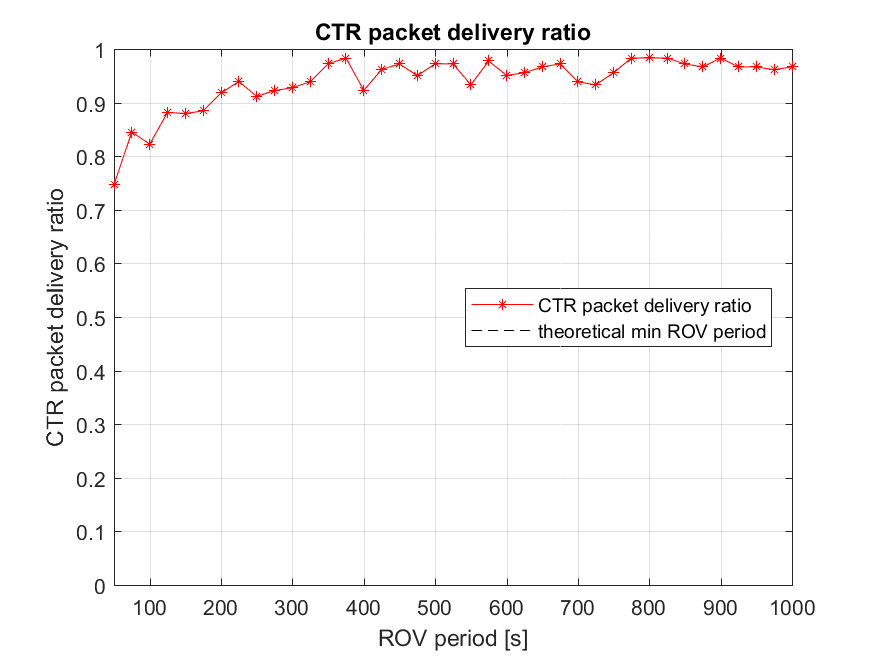 CTR packet delivery ratio
1
0.9
0.8
0.7
0.6
0.5
0.4
0.3
0.2
0.1
0
CTR packet delivery ratio
CTR packet delivery ratio
theoretical min ROV period
100 200 300 400 500 600 700 800 900 1000
ROV period [s]